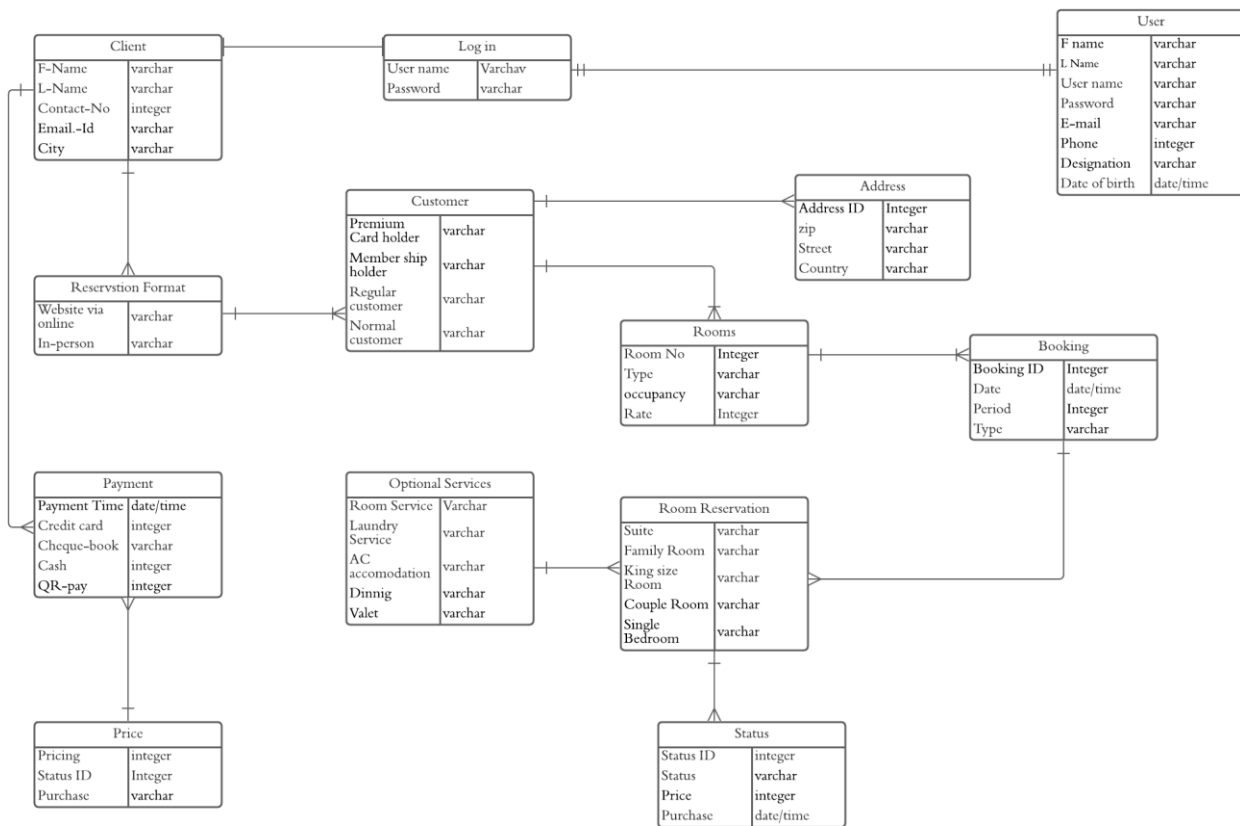 Client
F-Name varchar
L-Name varchar
Contact-No integer
Email.-Id varchar
City varchar
Log in
User name Varchav
Password varchar
User
F name varchar
L Name varchar
User name varchar
Password varchar
E-mail varchar
Phone integer
Designation varchar
Date of birth date/time
Customer
Premium
Card holder varchar
Member ship
holder varchar
Regular
customer varchar
Normal
customer varchar
Address
Address ID Integer
zip varchar
Street varchar
Country varchar
Reservstion Format
Website via
online varchar
In-person varchar
Rooms
Room No Integer
Type varchar
occupancy varchar
Rate Integer
Booking
Booking ID Integer
Date date/time
Period Integer
Type varchar
Payment
Payment Time date/time
Credit card integer
Cheque-book varchar
Cash integer
QR-pay integer
Optional Services
Room Service Varchar
Laundry
Service varchar
AC
accomodation varchar
Dinnig varchar
Valet varchar
Room Reservation
Suite varchar
Family Room varchar
King size
Room varchar
Couple Room varchar
Single
Bedroom varchar
Price
Pricing integer
Status ID Integer
Purchase varchar
Status
Status ID integer
Status varchar
Price integer
Purchase date/time